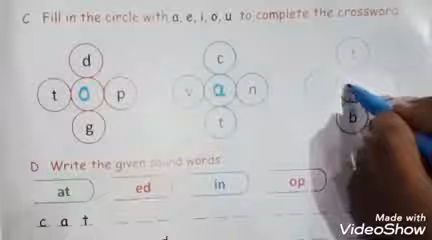 C Fill in the circle with a, e, i, o, u to complete the crossword
d
t o p
g
c
v a n
t
b
D Write the given sound words.
at ed in op
c a t
Made With
VivaVideo